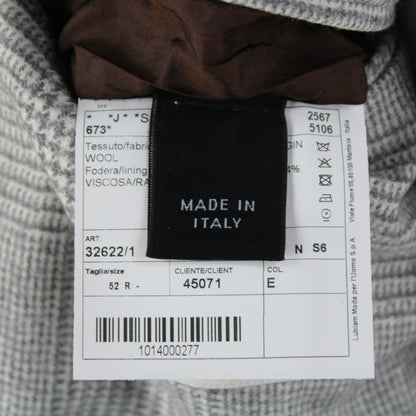 * *J *S 2567
673* 5106
Tessuto/fabric GIN
WOOL
Fodera/lining 4%
VISCOSA/RA
MADE IN
ITALY
ART.
32622/1 N S6
Taglia/size CLIENTE/CLIENT COL.
52 R - 45071 E
1014000277
Lubiam Moda per l'Uomo S.p.A.
Viale Fiume 55,46100 Mantova Italia